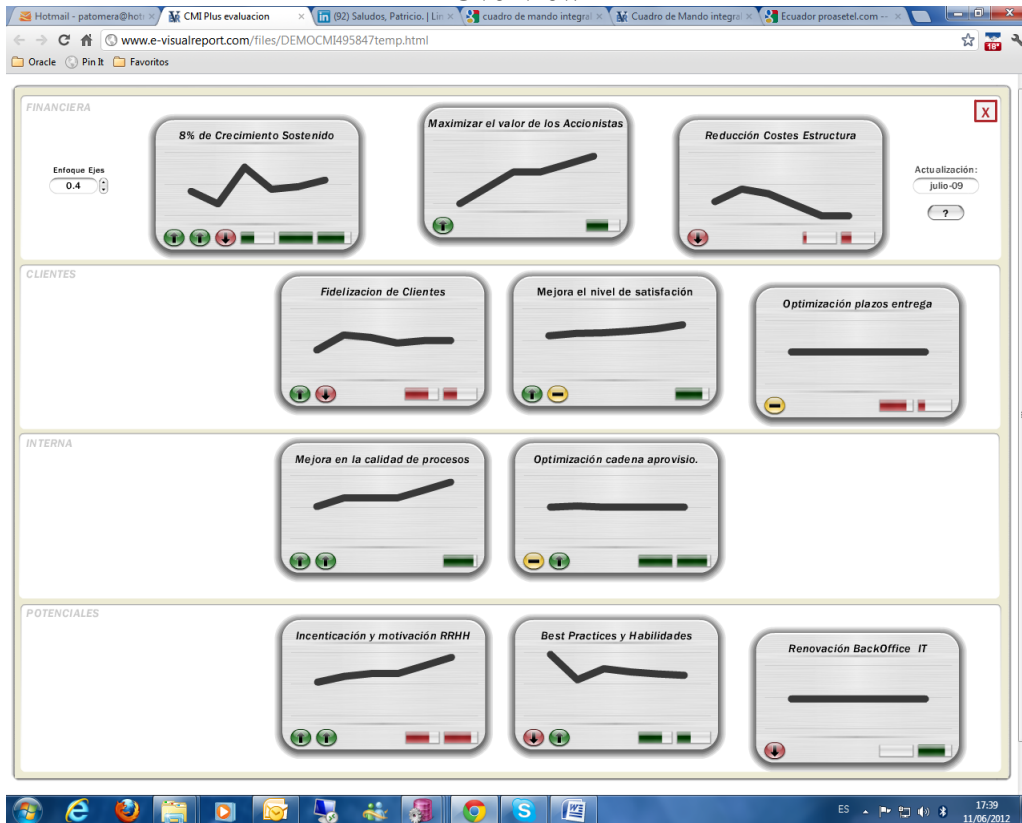 Hotmail - patomera@hot
CMI Plus evaluacion
(92) Saludos, Patricio. | Lin
cuadro de mando integral
Cuadro de Mando integral
Ecuador proasetel.com --
www.e-visualreport.com/files/DEMOCMI495847temp.html
18°
Oracle
Pin It
Favoritos
FINANCIERA
X
Enfoque Ejes
0.4
8% de Crecimiento Sostenido
Maximizar el valor de los Accionistas
Reducción Costes Estructura
Actualización:
julio-09
?
CLIENTES
Fidelizacion de Clientes
Mejora el nivel de satisfacción
Optimización plazos entrega
INTERNA
Mejora en la calidad de procesos
Optimización cadena aprovisio.
POTENCIALES
Incenticación y motivación RRHH
Best Practices y Habilidades
Renovación BackOffice IT
ES
17:39
11/06/2012